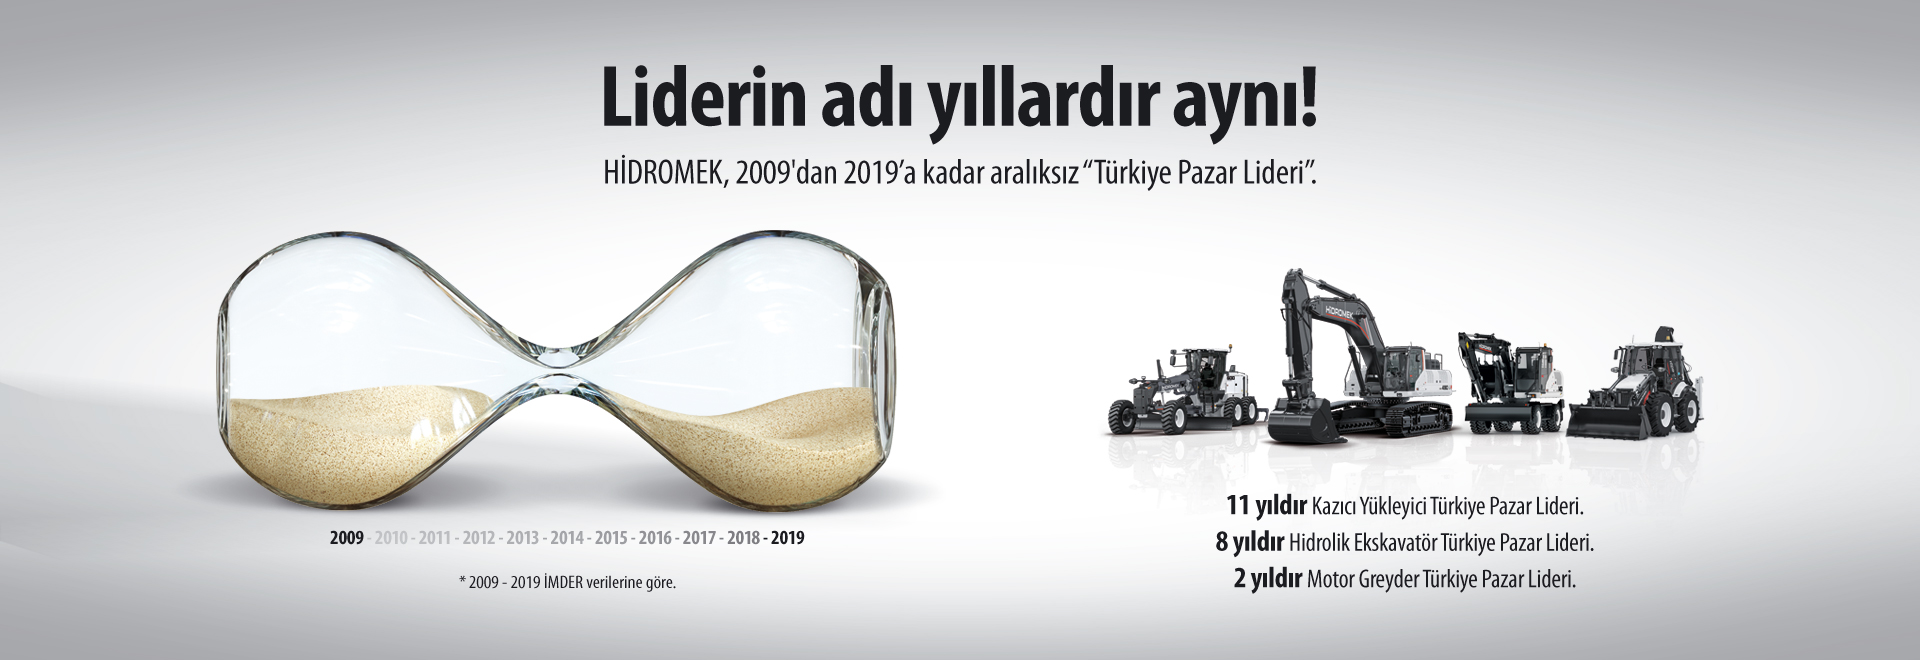 Liderin adı yıllardır aynı!
HİDROMEK, 2009'dan 2019’a kadar aralıksız “Türkiye Pazar Lideri”.
HİDROMEK
2009 - 2010 - 2011 - 2012 - 2013 - 2014 - 2015 - 2016 - 2017 - 2018 - 2019
* 2009 - 2019 İMDER verilerine göre.
11 yıldır Kazıcı Yükleyici Türkiye Pazar Lideri.
8 yıldır Hidrolik Ekskavatör Türkiye Pazar Lideri.
2 yıldır Motor Greyder Türkiye Pazar Lideri.